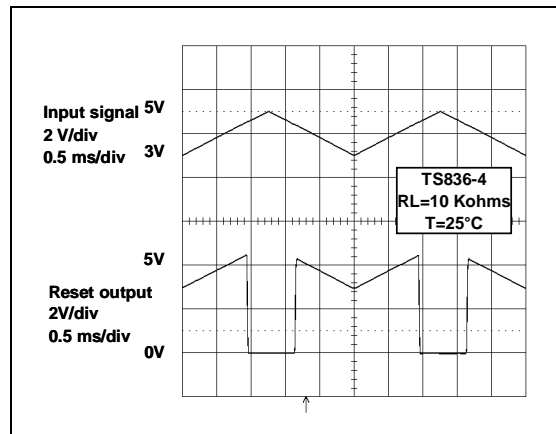 Input signal
2 V/div
0.5 ms/div
5V
3V
TS836-4
RL=10 Kohms
T=25°C
5V
Reset output
2V/div
0.5 ms/div
0V